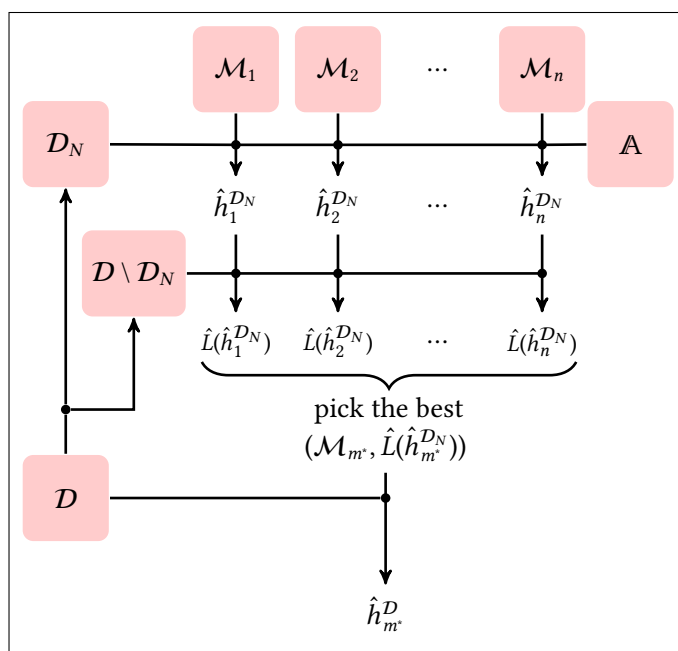 ℳ₁ ℳ₂ ⋯ ℳₙ
𝒟_N 𝔸
ĥ₁^{𝒟_N} ĥ₂^{𝒟_N} ⋯ ĥₙ^{𝒟_N}
𝒟 \ 𝒟_N
L̂(ĥ₁^{𝒟_N}) L̂(ĥ₂^{𝒟_N}) ⋯ L̂(ĥₙ^{𝒟_N})
pick the best
(ℳ_{m*}, L̂(ĥ_{m*}^{𝒟_N}))
𝒟
ĥ_{m*}^{𝒟}